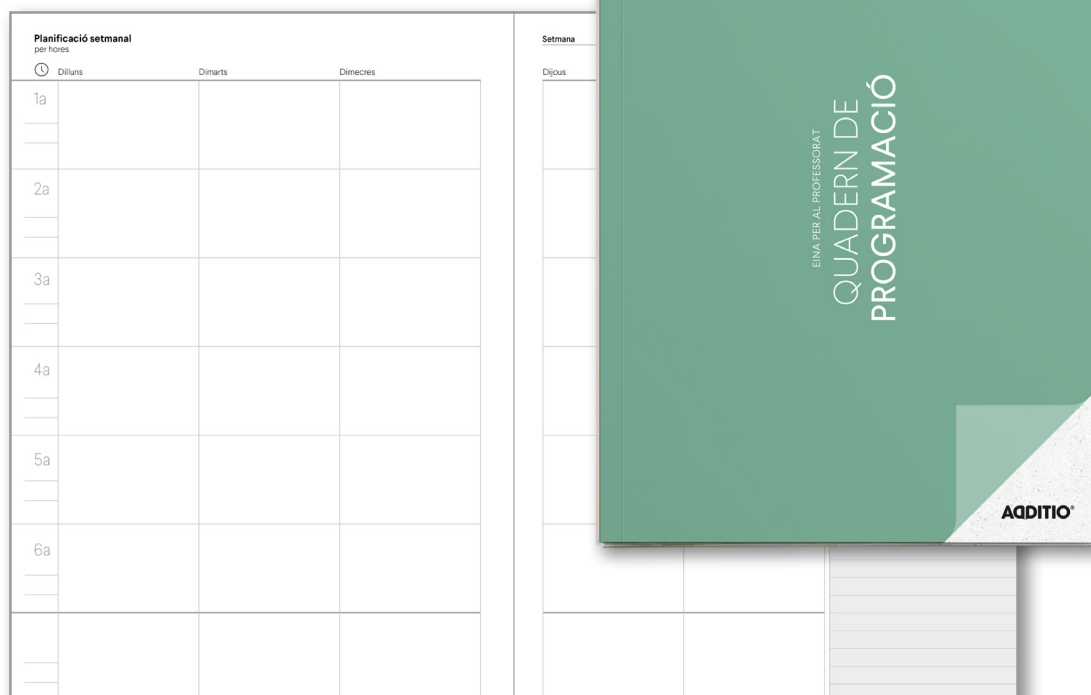 Planificació setmanal
per hores
Dilluns
Dimarts
Dimecres
1a
2a
3a
4a
5a
6a
Setmana
Dijous
EINA PER AL PROFESSORAT
QUADERN DE
PROGRAMACIÓ
ADDITIO®